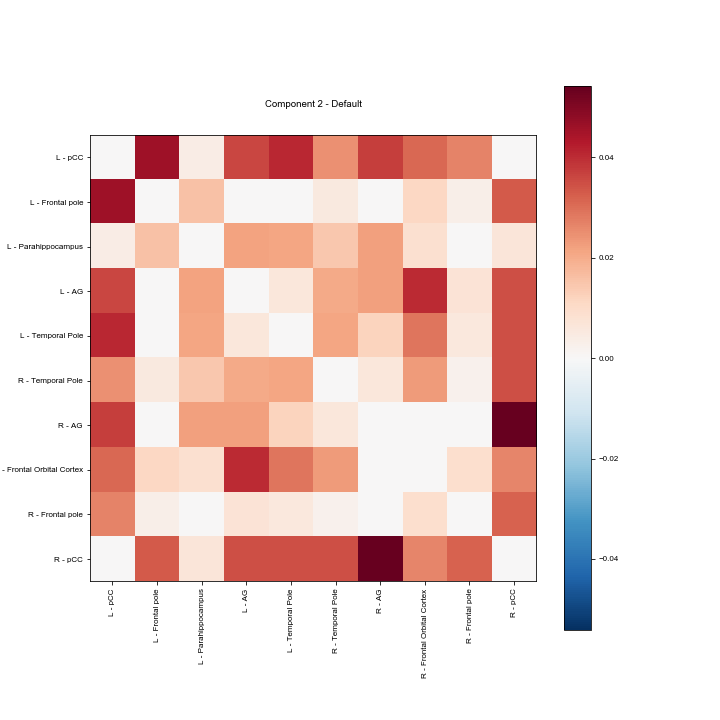 Component 2 - Default
L - pCC
L - Frontal pole
L - Parahippocampus
L - AG
L - Temporal Pole
R - Temporal Pole
R - AG
- Frontal Orbital Cortex
R - Frontal pole
R - pCC
L - pCC
L - Frontal pole
L - Parahippocampus
L - AG
L - Temporal Pole
R - Temporal Pole
R - AG
R - Frontal Orbital Cortex
R - Frontal pole
R - pCC
0.04
0.02
0.00
−0.02
−0.04